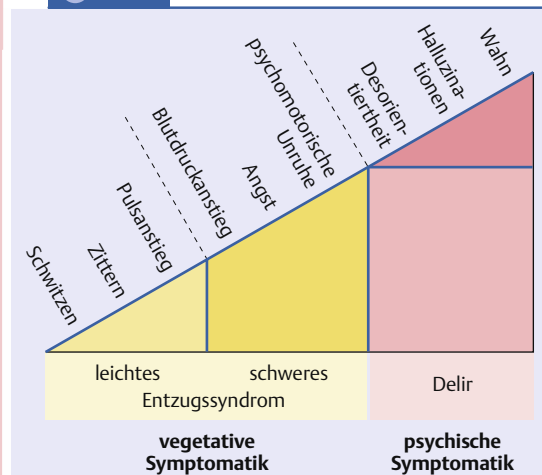 Schwitzen
Zittern
Pulsanstieg
Blutdruckanstieg
Angst
psychomotorische
Unruhe
Desorien-
tiertheit
Halluzina-
tionen
Wahn
leichtes
schweres
Entzugssyndrom
Delir
vegetative
Symptomatik
psychische
Symptomatik